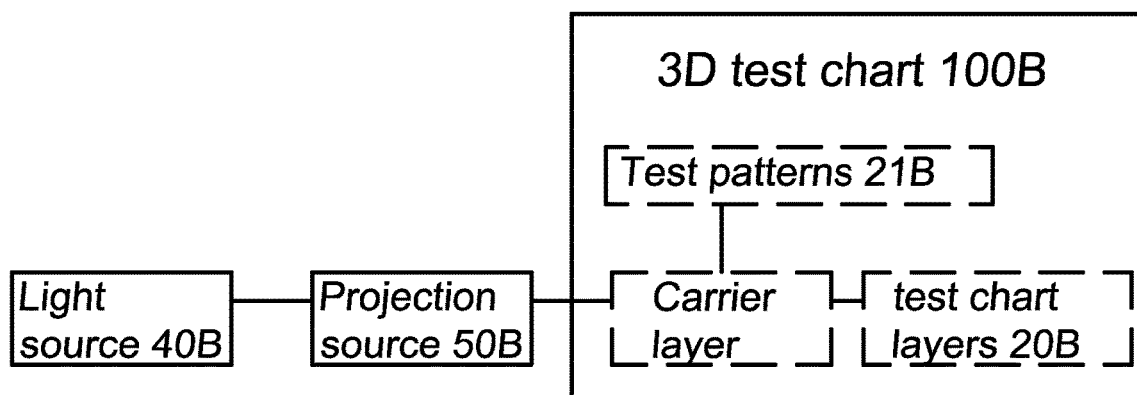 3D test chart 100B
Test patterns 21B
Light
source 40B
Projection
source 50B
Carrier
layer
test chart
layers 20B